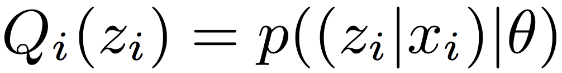 Q_i(z_i) = p((z_i|x_i)|θ)